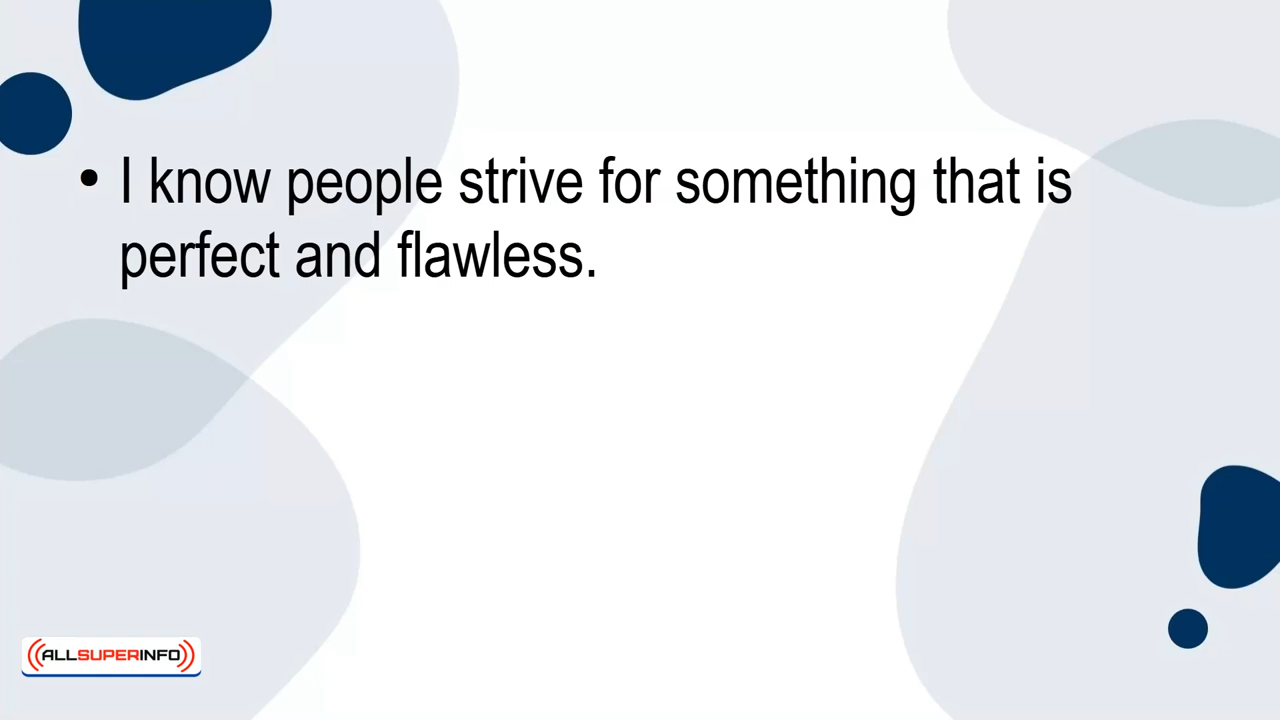 • I know people strive for something that is
perfect and flawless.
((ALLSUPERINFO))